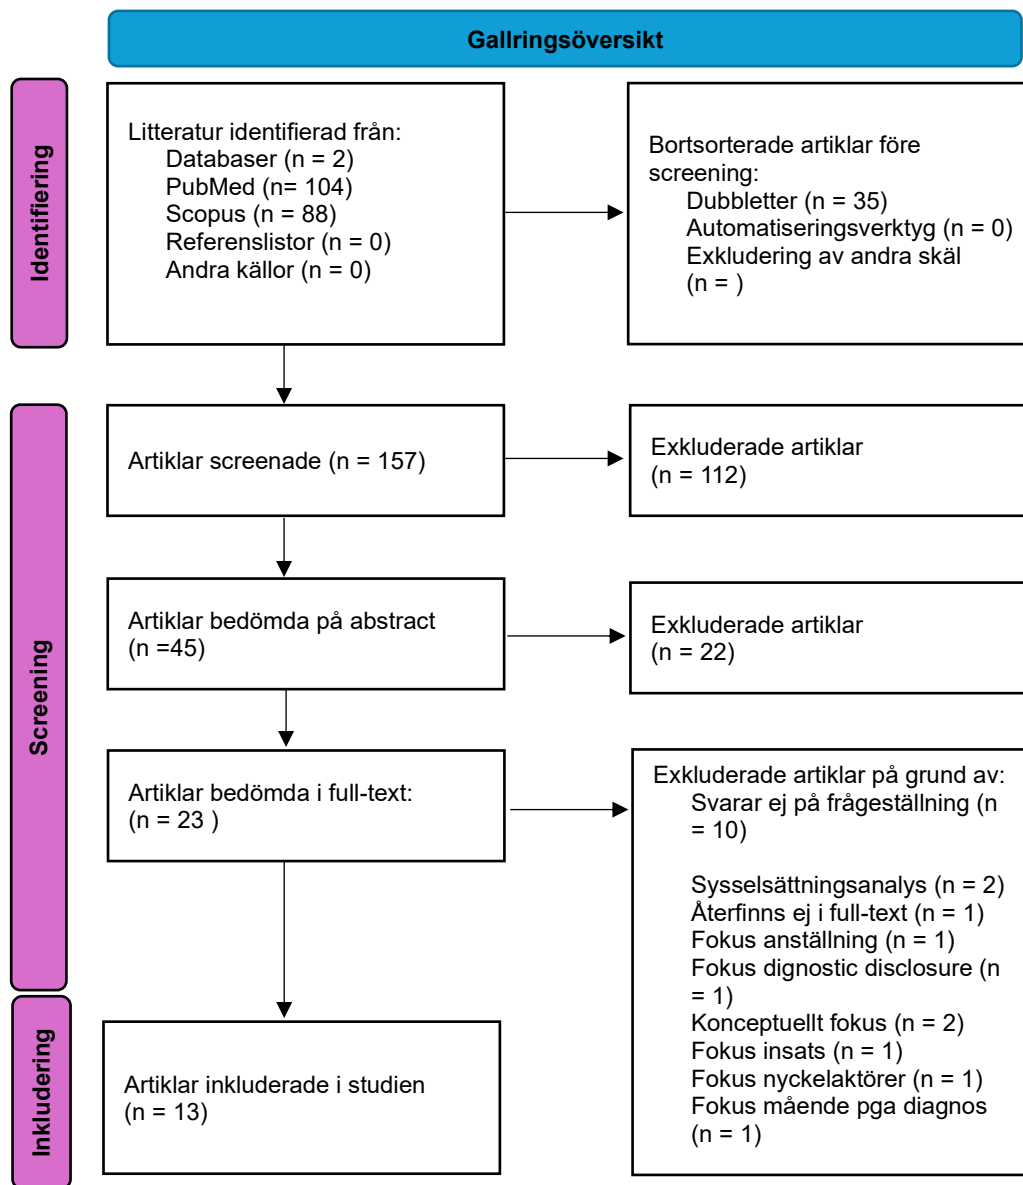 Gallringsöversikt
Identifiering
Litteratur identifierad från:
Databaser (n = 2)
PubMed (n= 104)
Scopus (n = 88)
Referenslistor (n = 0)
Andra källor (n = 0)
Bortsorterade artiklar före
screening:
Dubbletter (n = 35)
Automatiseringsverktyg (n = 0)
Exkludering av andra skäl
(n = )
Screening
Artiklar screenade (n = 157)
Exkluderade artiklar
(n = 112)
Artiklar bedömda på abstract
(n =45)
Exkluderade artiklar
(n = 22)
Artiklar bedömda i full-text:
(n = 23 )
Exkluderade artiklar på grund av:
Svarar ej på frågeställning (n
= 10)
Sysselsättningsanalys (n = 2)
Återfinns ej i full-text (n = 1)
Fokus anställning (n = 1)
Fokus dignostic disclosure (n
= 1)
Konceptuellt fokus (n = 2)
Fokus insats (n = 1)
Fokus nyckelaktörer (n = 1)
Fokus mående pga diagnos
(n = 1)
Inkludering
Artiklar inkluderade i studien
(n = 13)